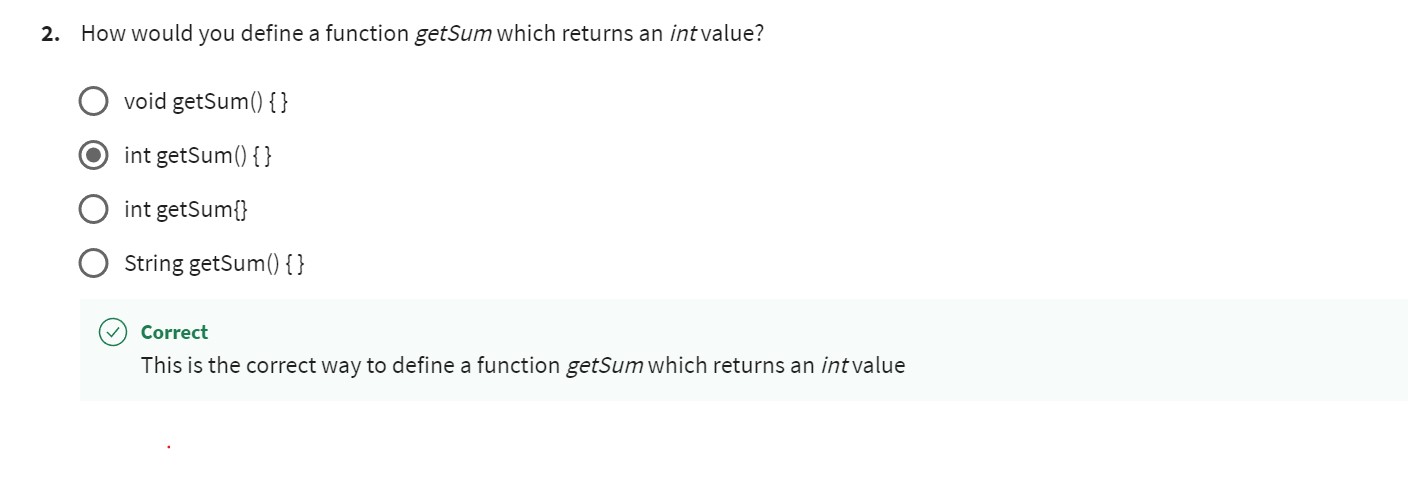 2. How would you define a function getSum which returns an int value?
void getSum() { }
int getSum() { }
int getSum{}
String getSum() { }
Correct
This is the correct way to define a function getSum which returns an int value